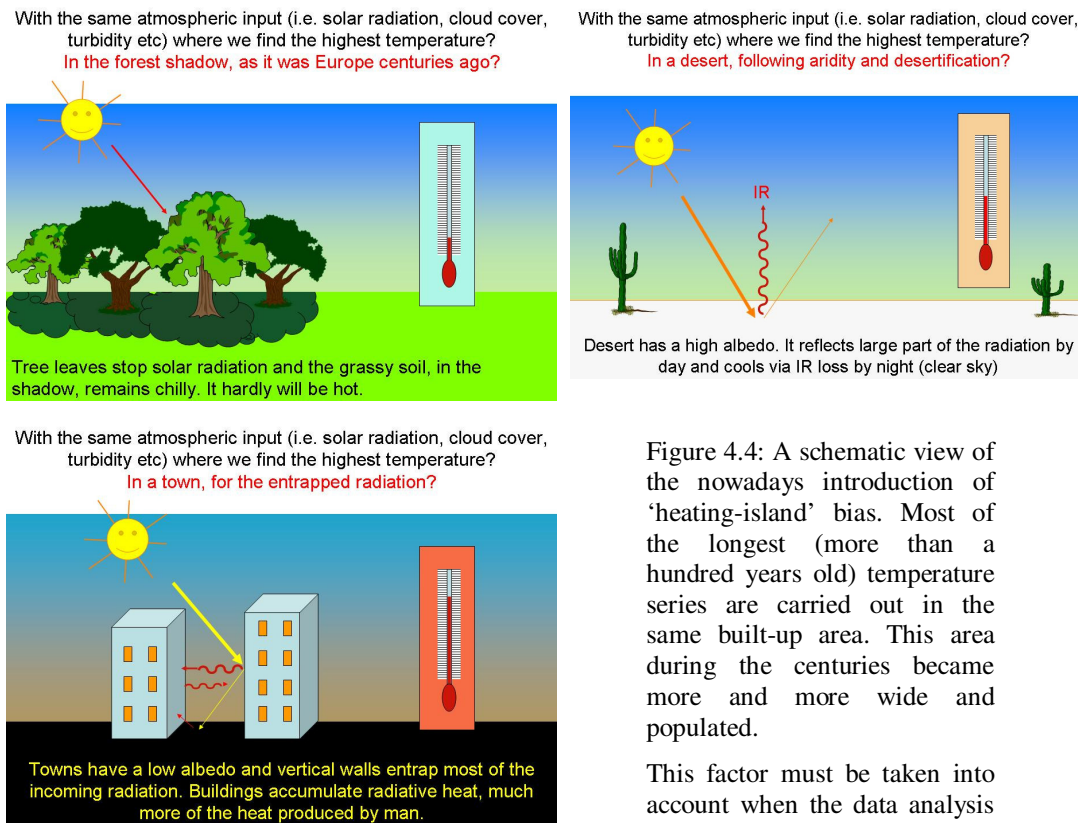 With the same atmospheric input (i.e. solar radiation, cloud cover,
turbidity etc) where we find the highest temperature?
In the forest shadow, as it was Europe centuries ago?
Tree leaves stop solar radiation and the grassy soil, in the
shadow, remains chilly. It hardly will be hot.
With the same atmospheric input (i.e. solar radiation, cloud cover,
turbidity etc) where we find the highest temperature?
In a desert, following aridity and desertification?
IR
Desert has a high albedo. It reflects large part of the radiation by
day and cools via IR loss by night (clear sky)
With the same atmospheric input (i.e. solar radiation, cloud cover,
turbidity etc) where we find the highest temperature?
In a town, for the entrapped radiation?
Towns have a low albedo and vertical walls entrap most of the
incoming radiation. Buildings accumulate radiative heat, much
more of the heat produced by man.
Figure 4.4: A schematic view of
the nowadays introduction of
‘heating-island’ bias. Most of
the longest (more than a
hundred years old) temperature
series are carried out in the
same built-up area. This area
during the centuries became
more and more wide and
populated.
This factor must be taken into
account when the data analysis